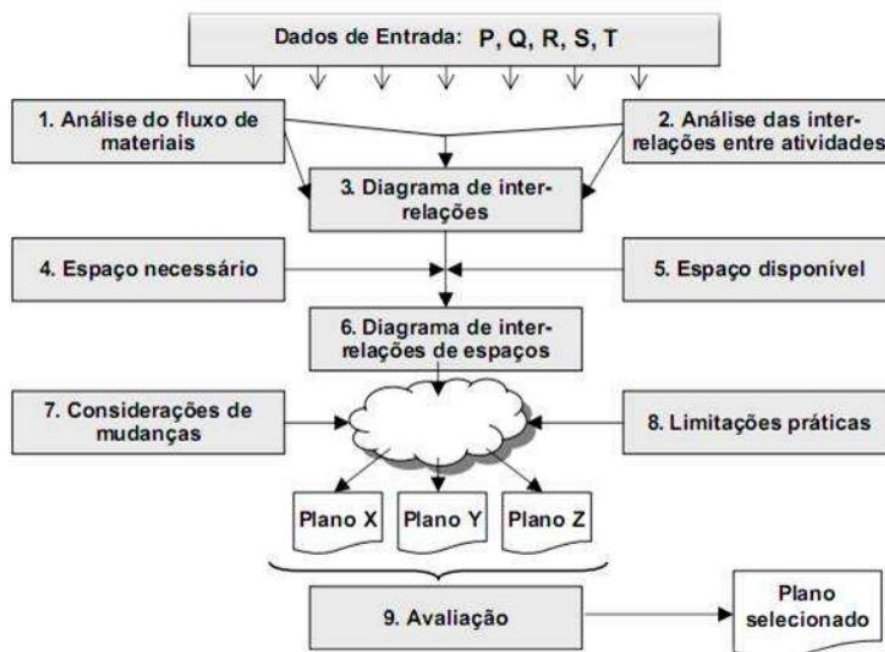 Dados de Entrada: P, Q, R, S, T
1. Análise do fluxo de
materiais
2. Análise das inter-
relações entre atividades
3. Diagrama de inter-
relações
4. Espaço necessário
5. Espaço disponível
6. Diagrama de inter-
relações de espaços
7. Considerações de
mudanças
8. Limitações práticas
Plano X
Plano Y
Plano Z
9. Avaliação
Plano
selecionado